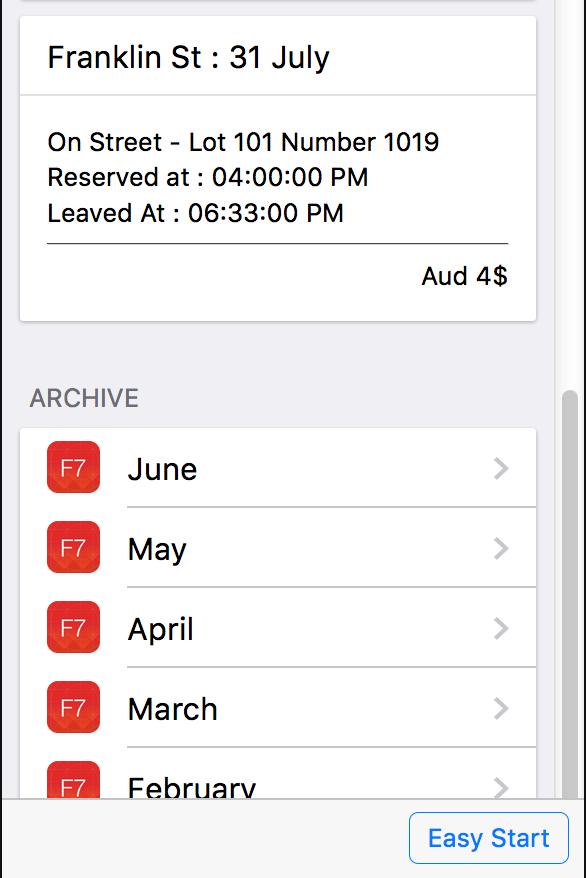 Franklin St : 31 July
On Street - Lot 101 Number 1019
Reserved at : 04:00:00 PM
Leaved At : 06:33:00 PM
Aud 4$
ARCHIVE
F7 June
F7 May
F7 April
F7 March
F7 February
Easy Start